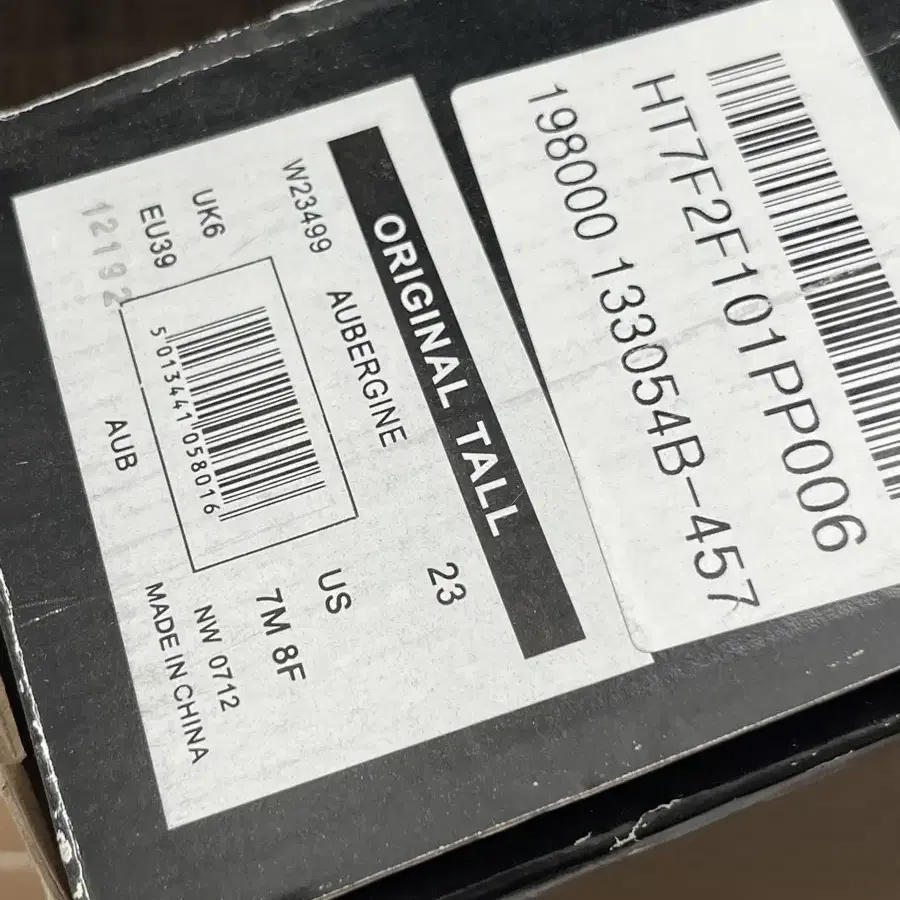 ORIGINAL TALL
W23499 AUBERGINE 23
UK6
US
EU39
7M 8F
5 013441 058016
12192
AUB
NW 0712
MADE IN CHINA
HT7F2F101PP006
198000 133054B-457